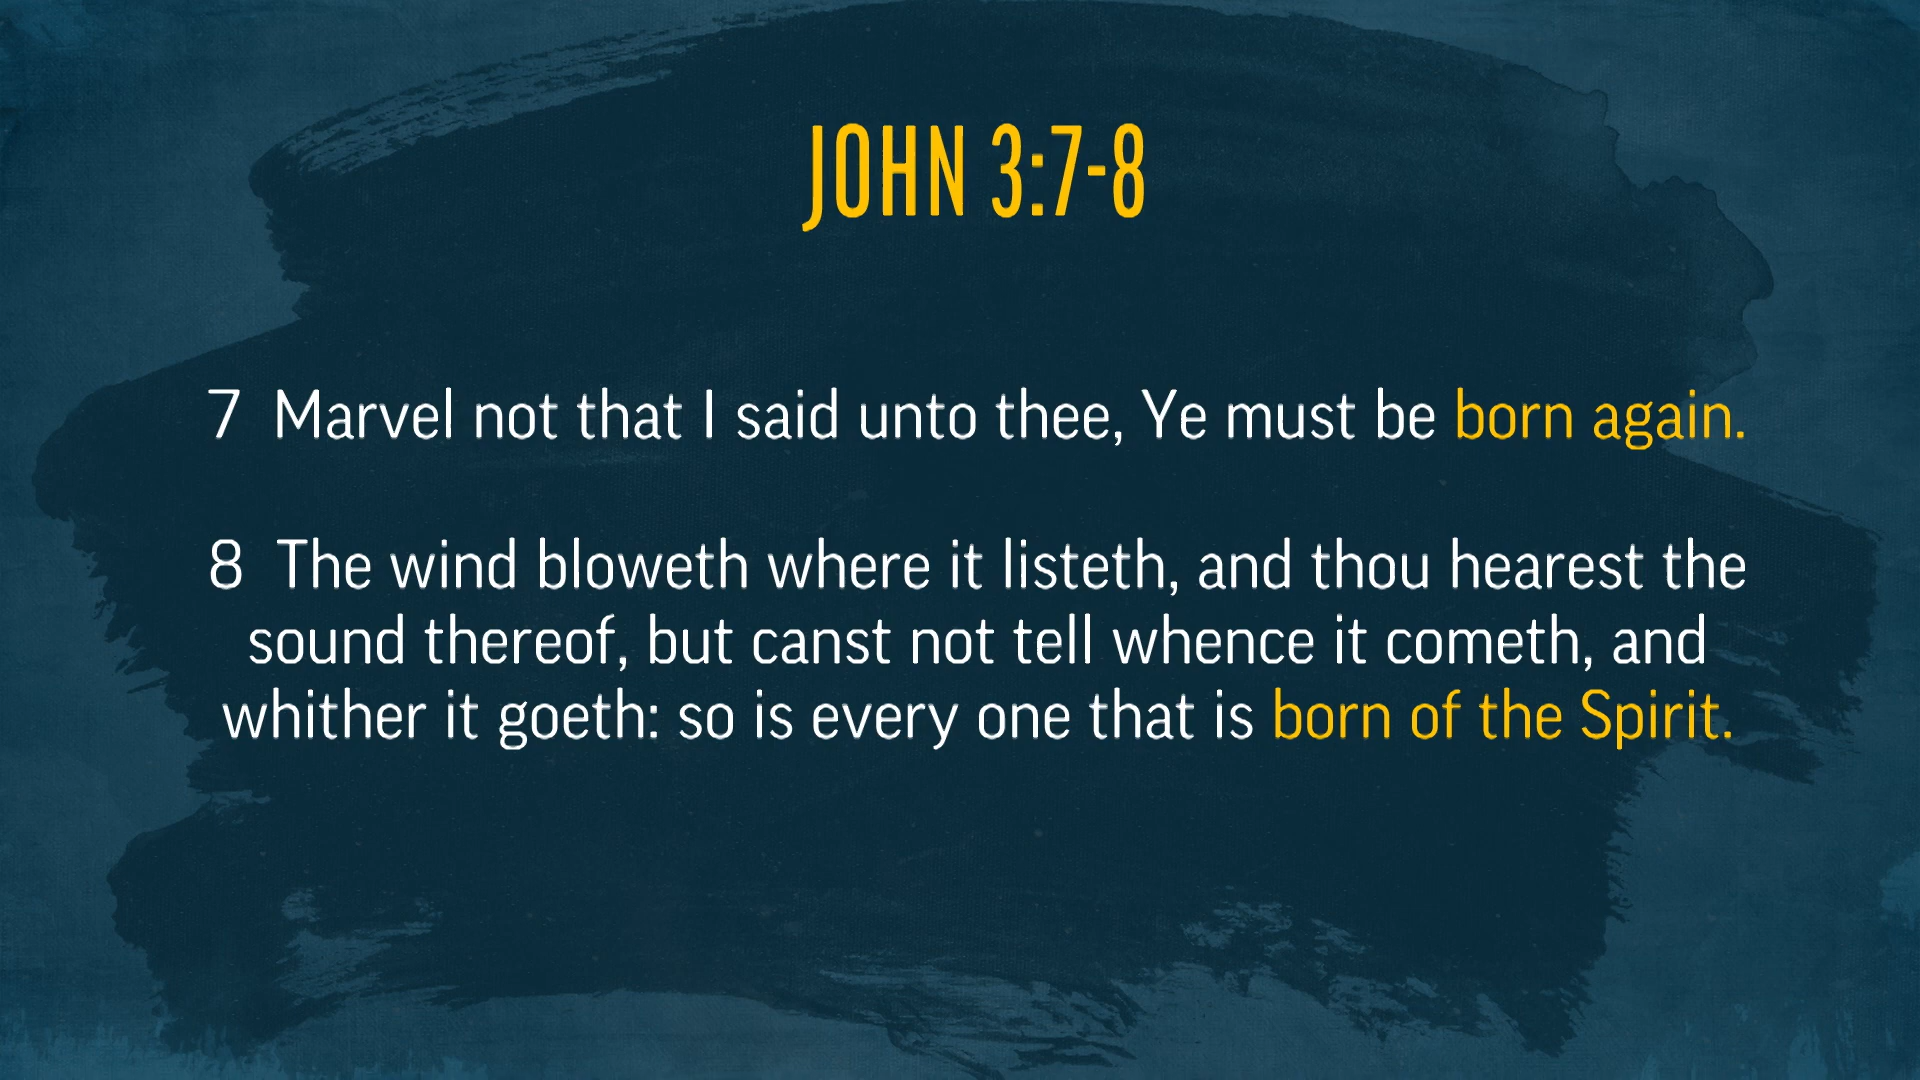 JOHN 3:7-8
7 Marvel not that I said unto thee, Ye must be born again.
8 The wind bloweth where it listeth, and thou hearest the
sound thereof, but canst not tell whence it cometh, and
whither it goeth: so is every one that is born of the Spirit.